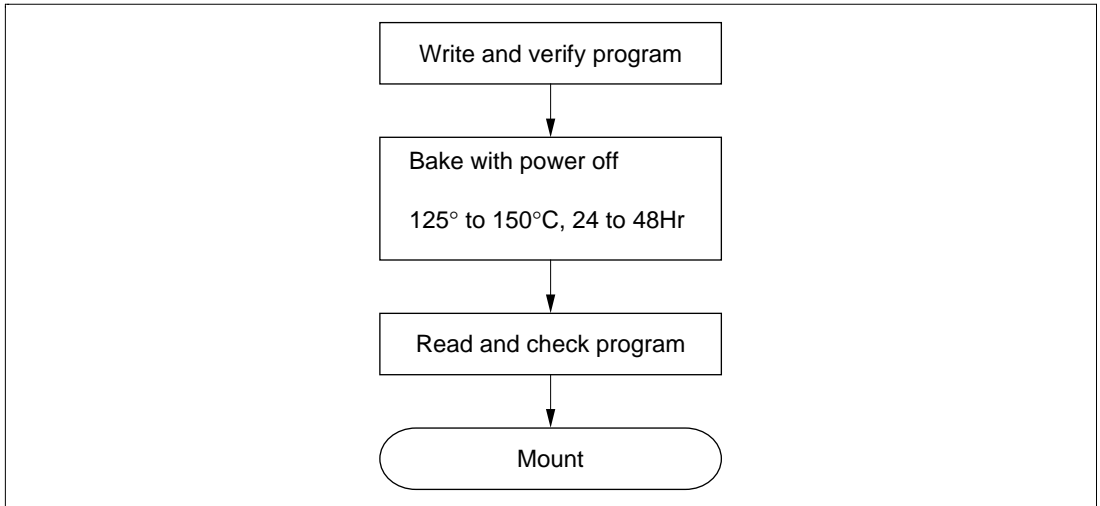 Write and verify program
Bake with power off
125° to 150°C, 24 to 48Hr
Read and check program
Mount